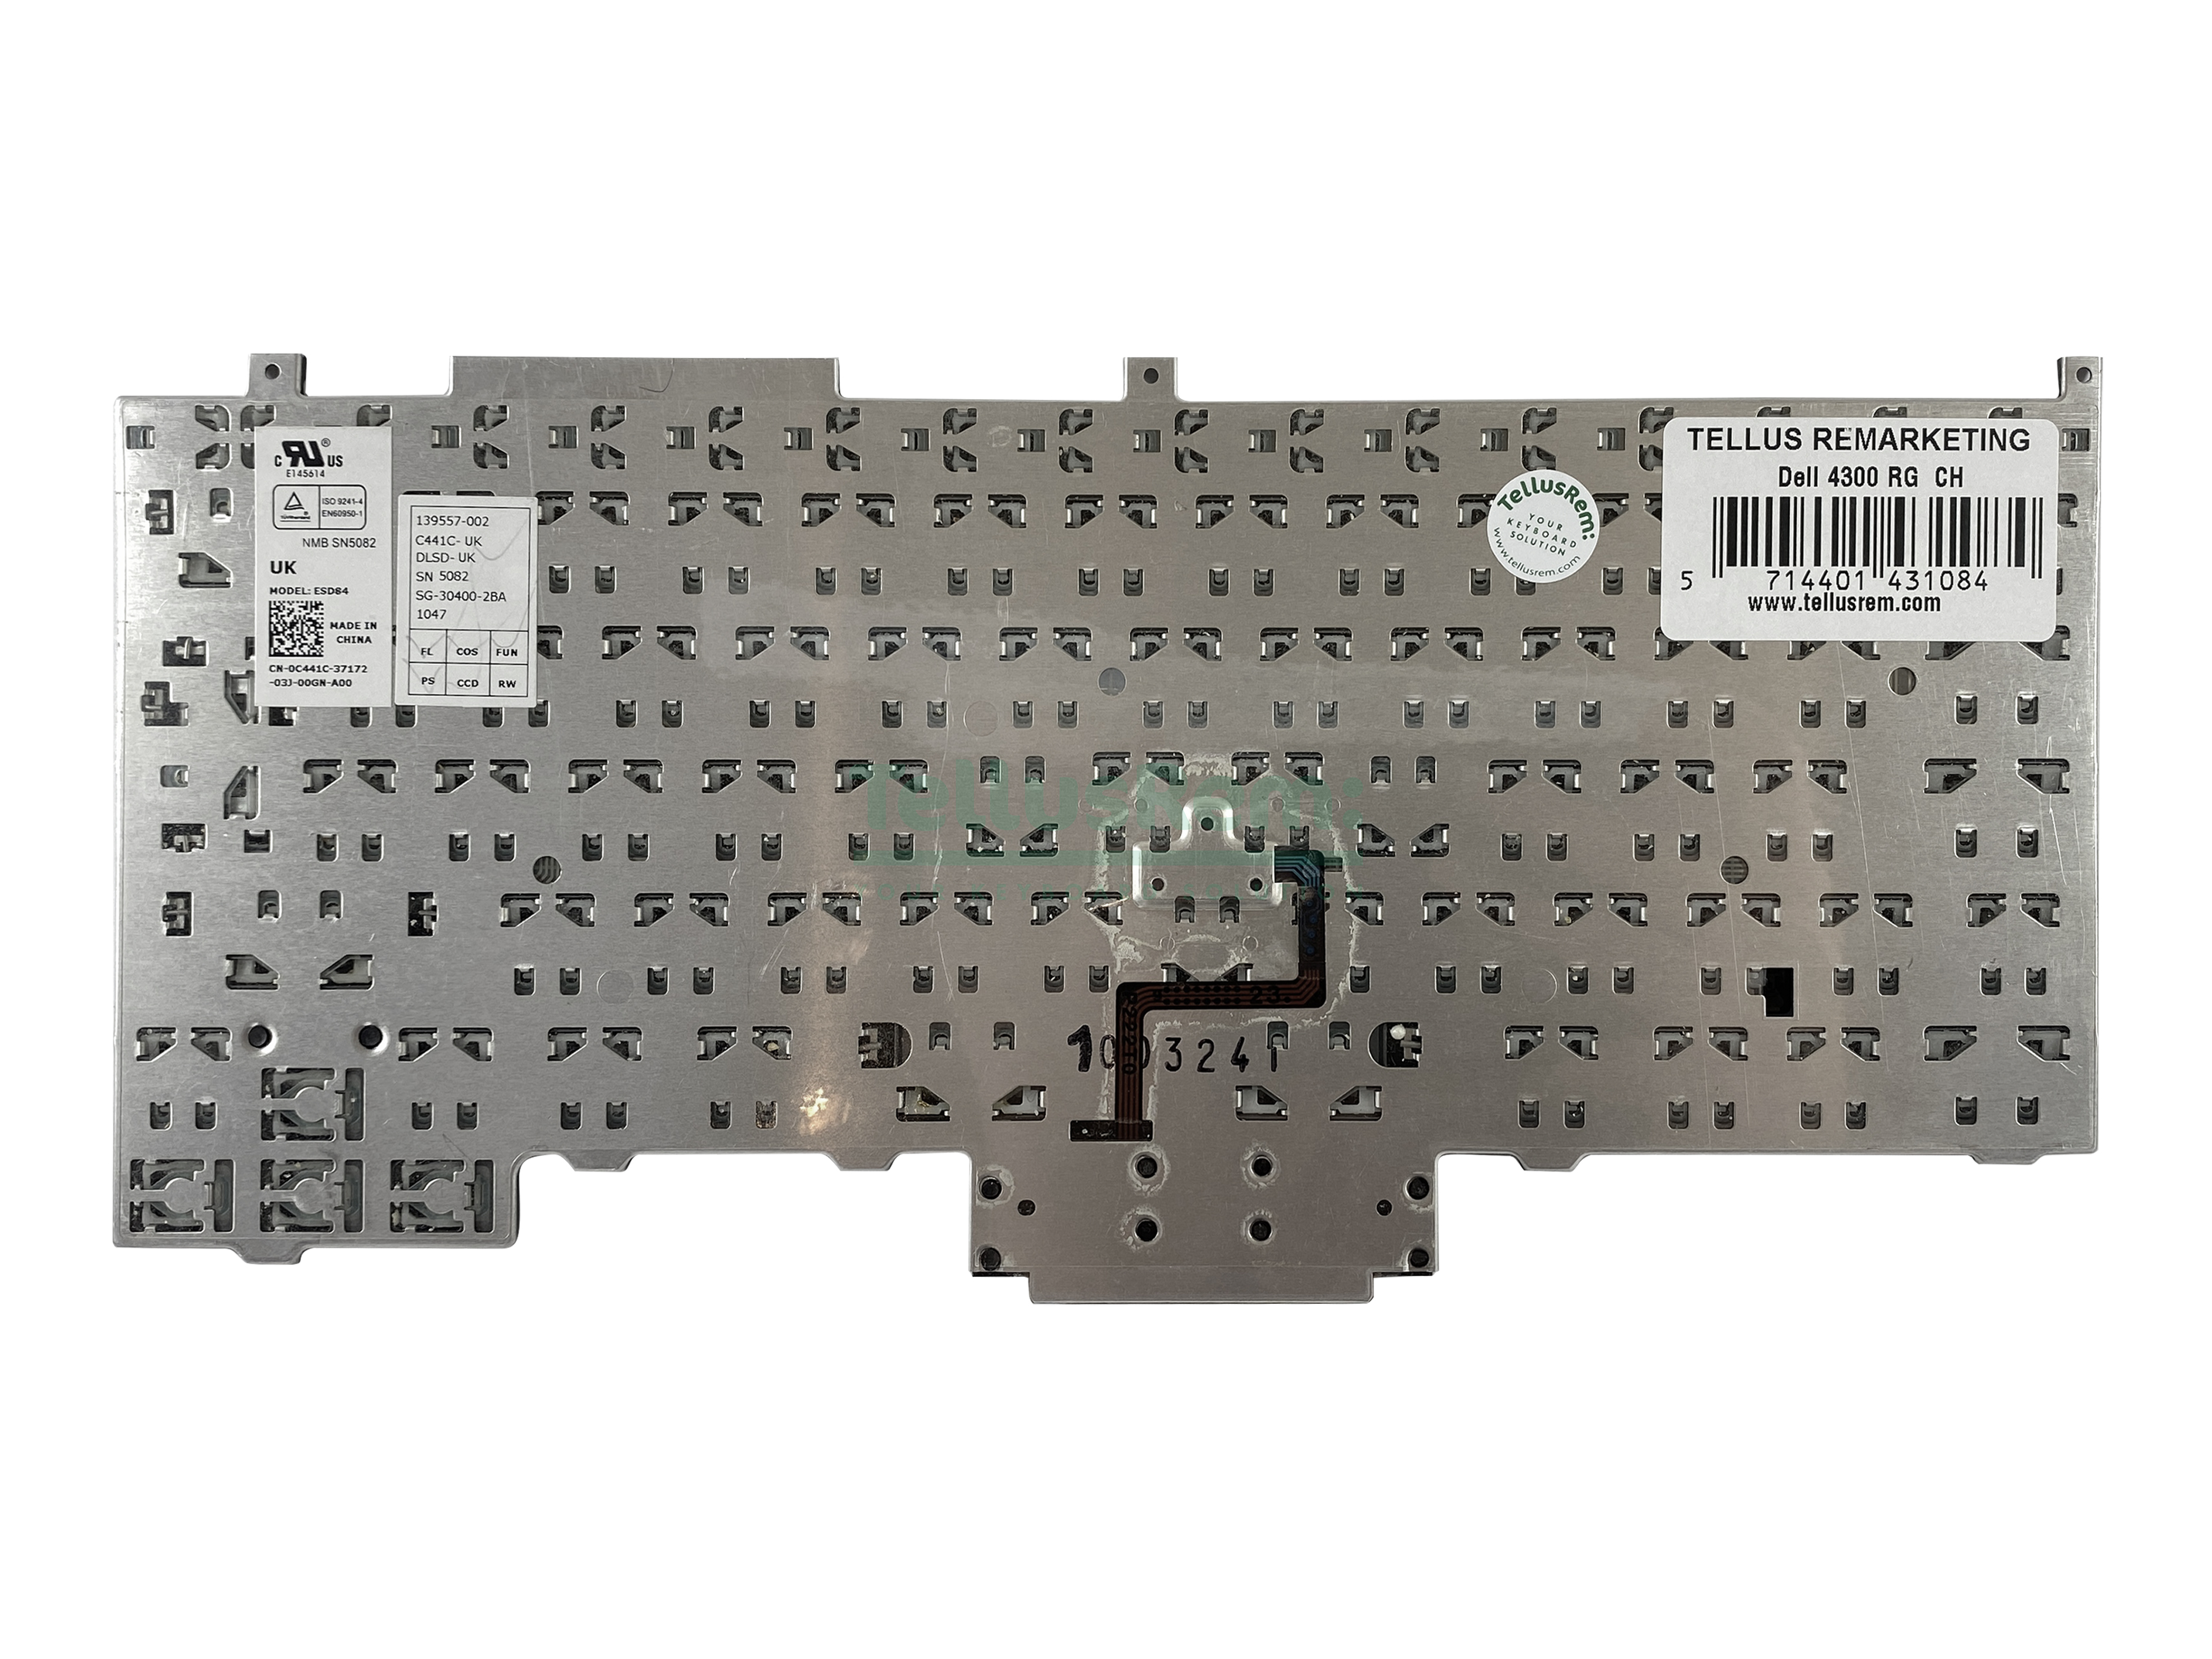 c RU US ®
E145614
ISO 9241-4
EN60950-1
NMB SN5082
UK
MODEL: ESD84
MADE IN
CHINA
CN-0C441C-37172
-03J-00GN-A00
139557-002
C441C- UK
DLSD- UK
SN 5082
SG-30400-2BA
1047
FL COS FUN
PS CCD RW
TellusRem:
YOUR
KEYBOARD
SOLUTION
www.tellusrem.com
TELLUS REMARKETING
Dell 4300 RG CH
5 714401 431084
www.tellusrem.com
TellusRem:
1003241